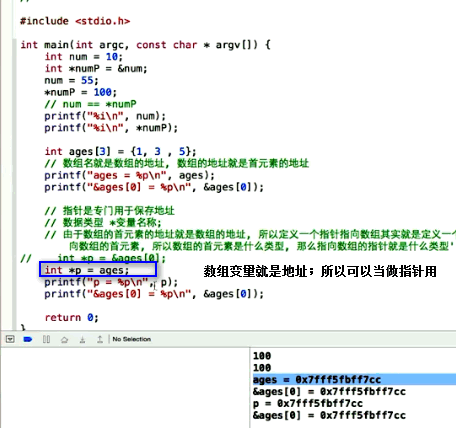 //
#include <stdio.h>
int main(int argc, const char * argv[]) {
int num = 10;
int *numP = &num;
num = 55;
*numP = 100;
// num == *numP
printf("%i\n", num);
printf("%i\n", *numP);
int ages[3] = {1, 3 , 5};
// 数组名就是数组的地址, 数组的地址就是首元素的地址
printf("ages = %p\n", ages);
printf("&ages[0] = %p\n", &ages[0]);
// 指针是专门用于保存地址
// 数据类型 *变量名称;
// 由于数组的首元素的地址就是数组的地址, 所以定义一个指针指向数组其实就是定义一个
向数组的首元素, 所以数组的首元素是什么类型, 那么指向数组的指针就是什么类型'
// int *p = &ages[0];
int *p = ages;
数组变量就是地址；所以可以当做指针用
printf("p = %p\n", p);
printf("&ages[0] = %p\n", &ages[0]);
return 0;
}
No Selection
100
100
ages = 0x7fff5fbff7cc
&ages[0] = 0x7fff5fbff7cc
p = 0x7fff5fbff7cc
&ages[0] = 0x7fff5fbff7cc